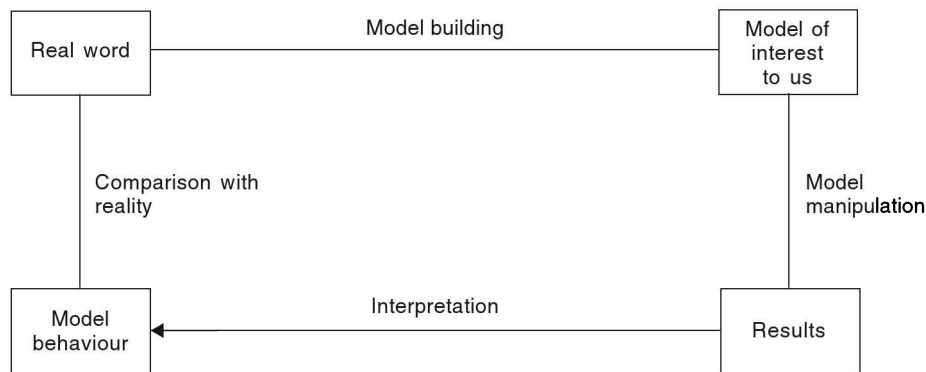 Real word
Model building
Model of
interest
to us
Comparison with
reality
Model
manipulation
Model
behaviour
Interpretation
Results